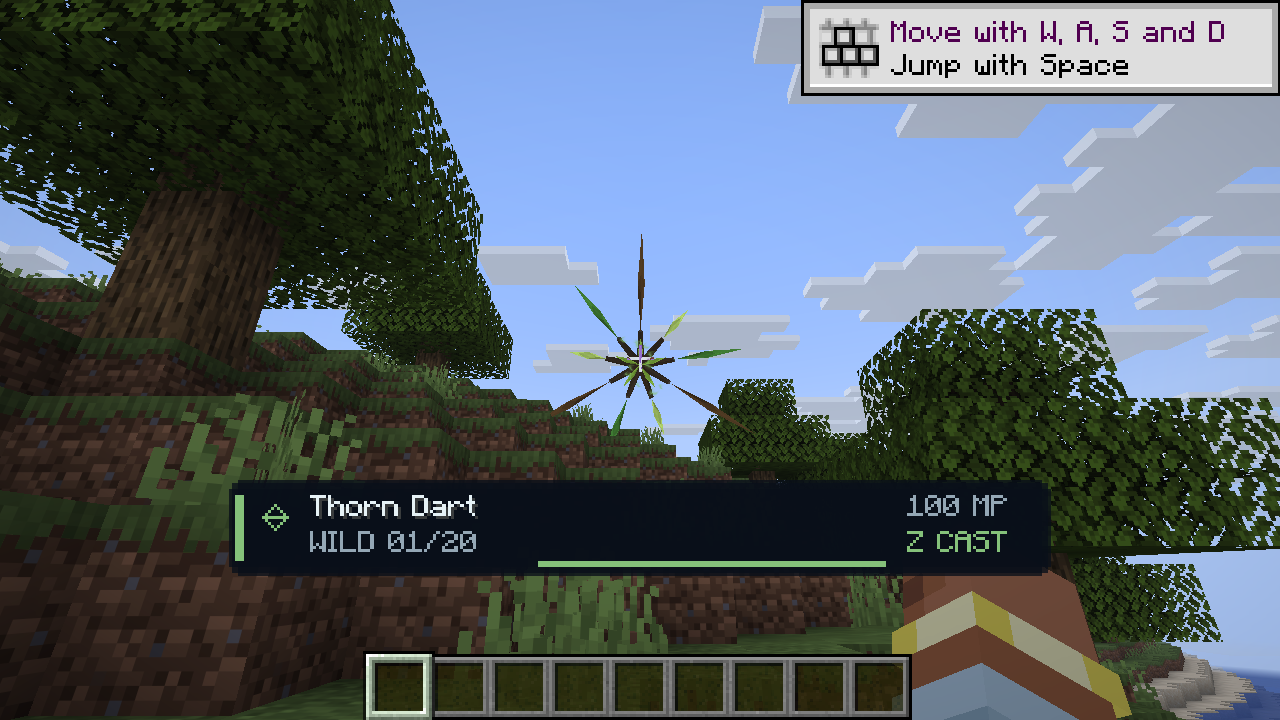 Move with W, A, S and D
Jump with Space
Thorn Dart
100 MP
WILD 01/20
Z CAST